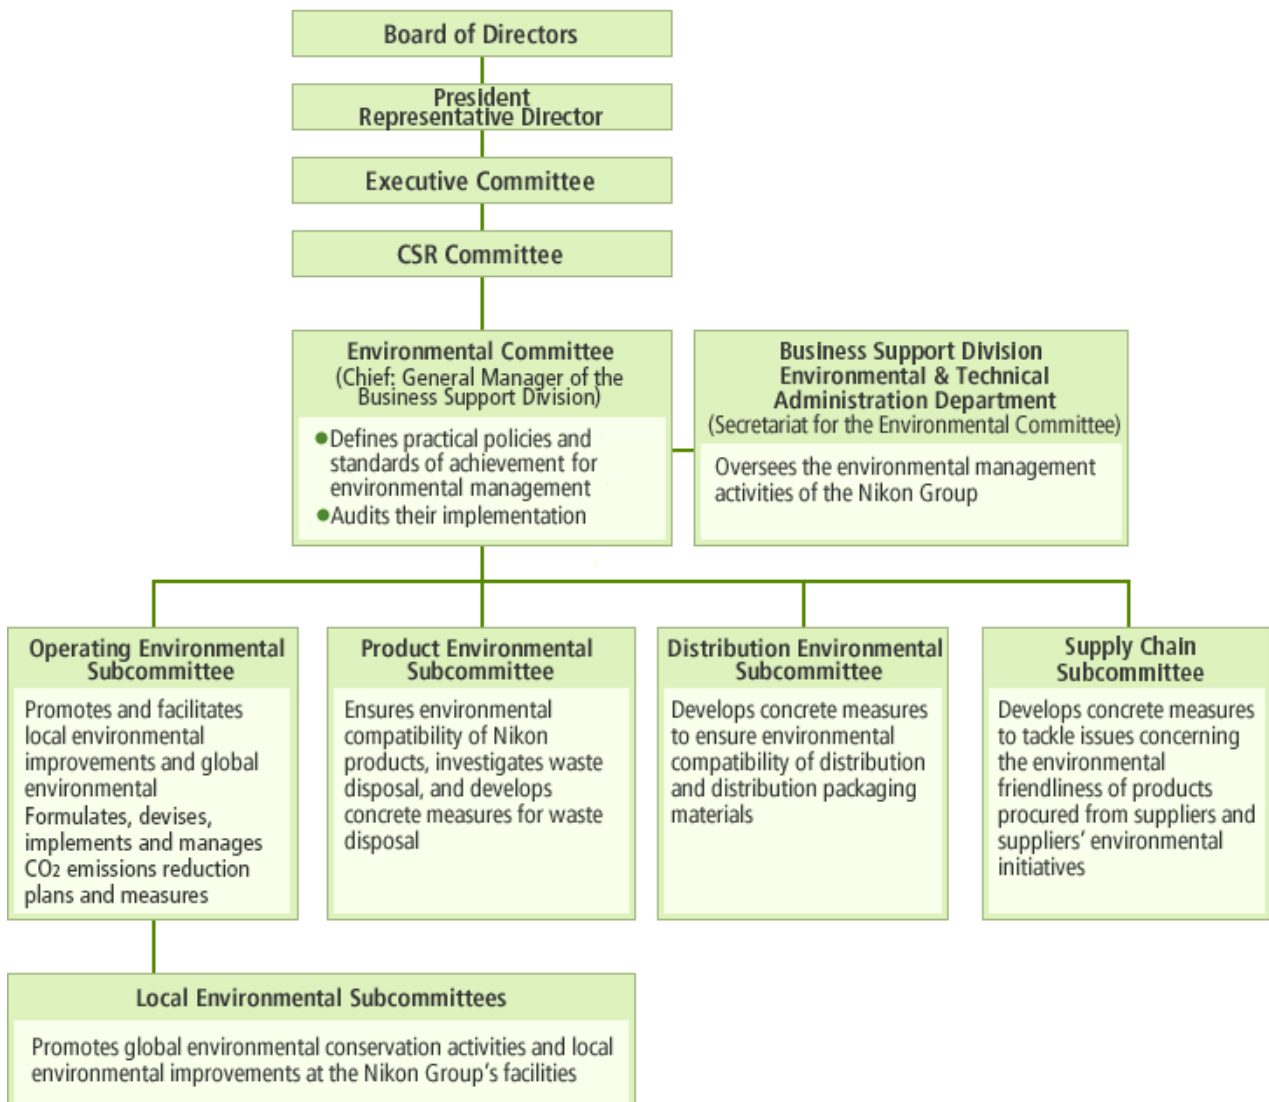 Board of Directors
President
Representative Director
Executive Committee
CSR Committee
Environmental Committee
(Chief: General Manager of the
Business Support Division)
●Defines practical policies and
standards of achievement for
environmental management
●Audits their implementation
Business Support Division
Environmental & Technical
Administration Department
(Secretariat for the Environmental Committee)
Oversees the environmental management
activities of the Nikon Group
Operating Environmental
Subcommittee
Promotes and facilitates
local environmental
improvements and global
environmental
Formulates, devises,
implements and manages
CO2 emissions reduction
plans and measures
Product Environmental
Subcommittee
Ensures environmental
compatibility of Nikon
products, investigates waste
disposal, and develops
concrete measures for waste
disposal
Distribution Environmental
Subcommittee
Develops concrete measures
to ensure environmental
compatibility of distribution
and distribution packaging
materials
Supply Chain
Subcommittee
Develops concrete measures
to tackle issues concerning
the environmental
friendliness of products
procured from suppliers and
suppliers’ environmental
initiatives
Local Environmental Subcommittees
Promotes global environmental conservation activities and local
environmental improvements at the Nikon Group’s facilities